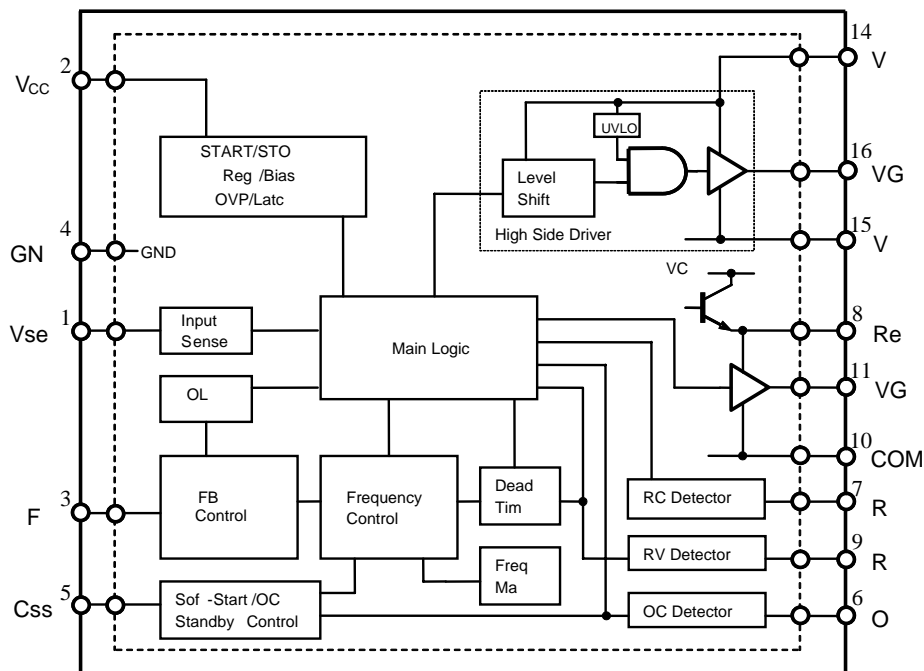 14
2
V
VCC
UVLO
16
START/STO
Reg /Bias
OVP/Latc
Level
Shift
VG
4
15
High Side Driver
GN
GND
V
VC
1
8
Vse
Input
Sense
Main Logic
Re
11
OL
VG
10
COM
3
FB
Control
Frequency
Control
Dead
Tim
RC Detector
7
F
R
9
RV Detector
R
5
Freq
Ma
6
Css
Sof -Start /OC
Standby Control
OC Detector
O